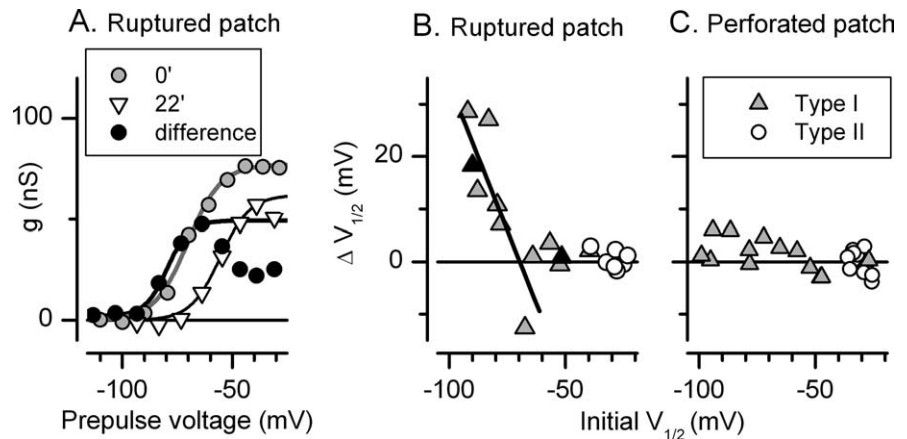 A. Ruptured patch
0'
22'
difference
100
0
g (nS)
-100
-50
Prepulse voltage (mV)
B. Ruptured patch
20
0
Δ V1/2 (mV)
-100
-50
C. Perforated patch
Type I
Type II
-100
-50
Initial V1/2 (mV)